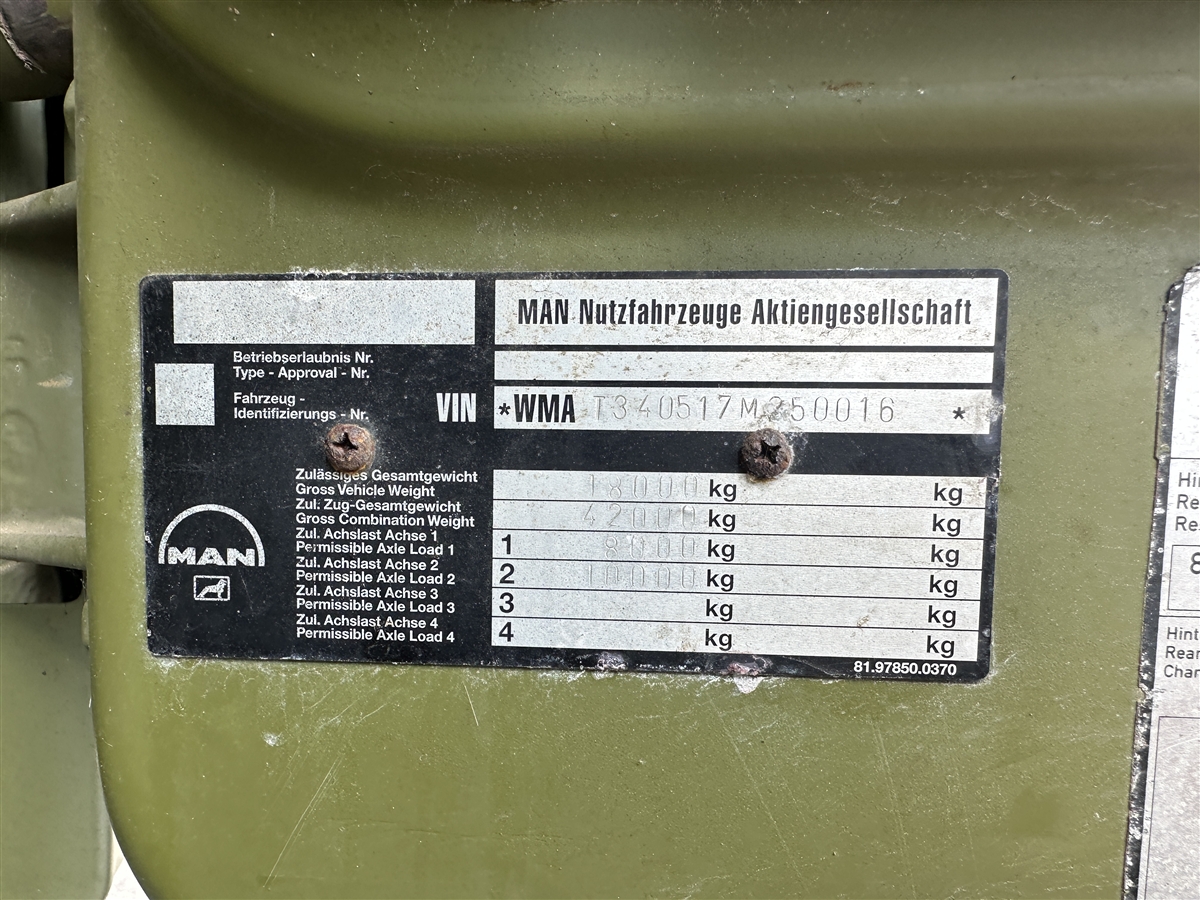 MAN Nutzfahrzeuge Aktiengesellschaft
Betriebserlaubnis Nr.
Type - Approval - Nr.
Fahrzeug -
Identifizierungs - Nr.
VIN
*WMA T340517M250016 *
Zulässiges Gesamtgewicht
Gross Vehicle Weight
18000 kg kg
Zul. Zug-Gesamtgewicht
Gross Combination Weight
42000 kg kg
Zul. Achslast Achse 1
Permissible Axle Load 1
1 8000 kg kg
Zul. Achslast Achse 2
Permissible Axle Load 2
2 10000 kg kg
Zul. Achslast Achse 3
Permissible Axle Load 3
3 kg kg
Zul. Achslast Achse 4
Permissible Axle Load 4
4 kg kg
MAN
81.97850.0370